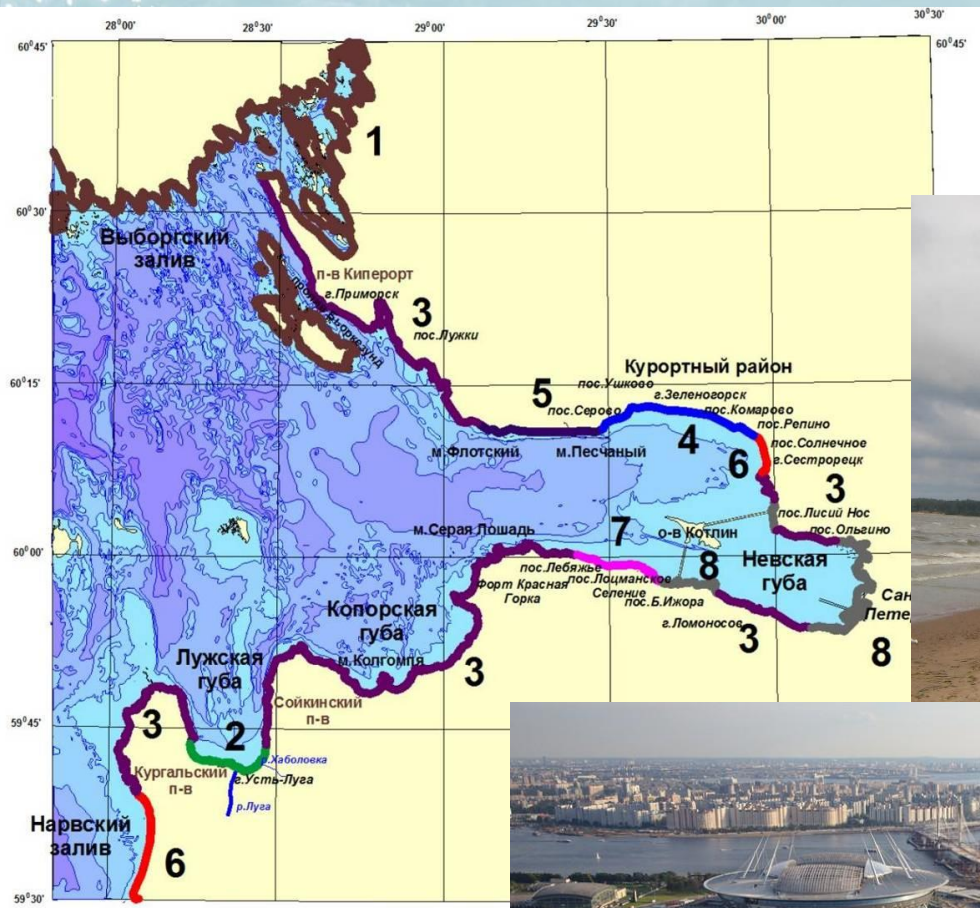 28°00'
28°30'
29°00'
29°30'
30°00'
30°30'
60°45'
60°45'
1
60°30'
Выборгский
залив
п-в Киперорт
г.Приморск
3
пос.Лужки
60°15'
Курортный район
5
пос.Ушково
г.Зеленогорск
пос.Серово
пос.Комарово
пос.Репино
4
м.Флотский
м.Песчаный
6
пос.Солнечное
г.Сестрорецк
3
пос.Лисий Нос
пос.Ольгино
м.Серая Лошадь
7
о-в Котлин
60°00'
8
Невская
губа
пос.Лебяжье
Форт Красная
Горка
пос.Лоцманское
Селение
пос.Б.Ижора
г.Ломоносов
3
Сан
Пете
8
Копорская
губа
м.Колгомпя
3
Лужская
губа
Сойкинский
п-в
59°45'
3
2
р.Хаболовка
г.Усть-Луга
Кургальский
п-в
р.Луга
Нарвский
залив
6
59°30'